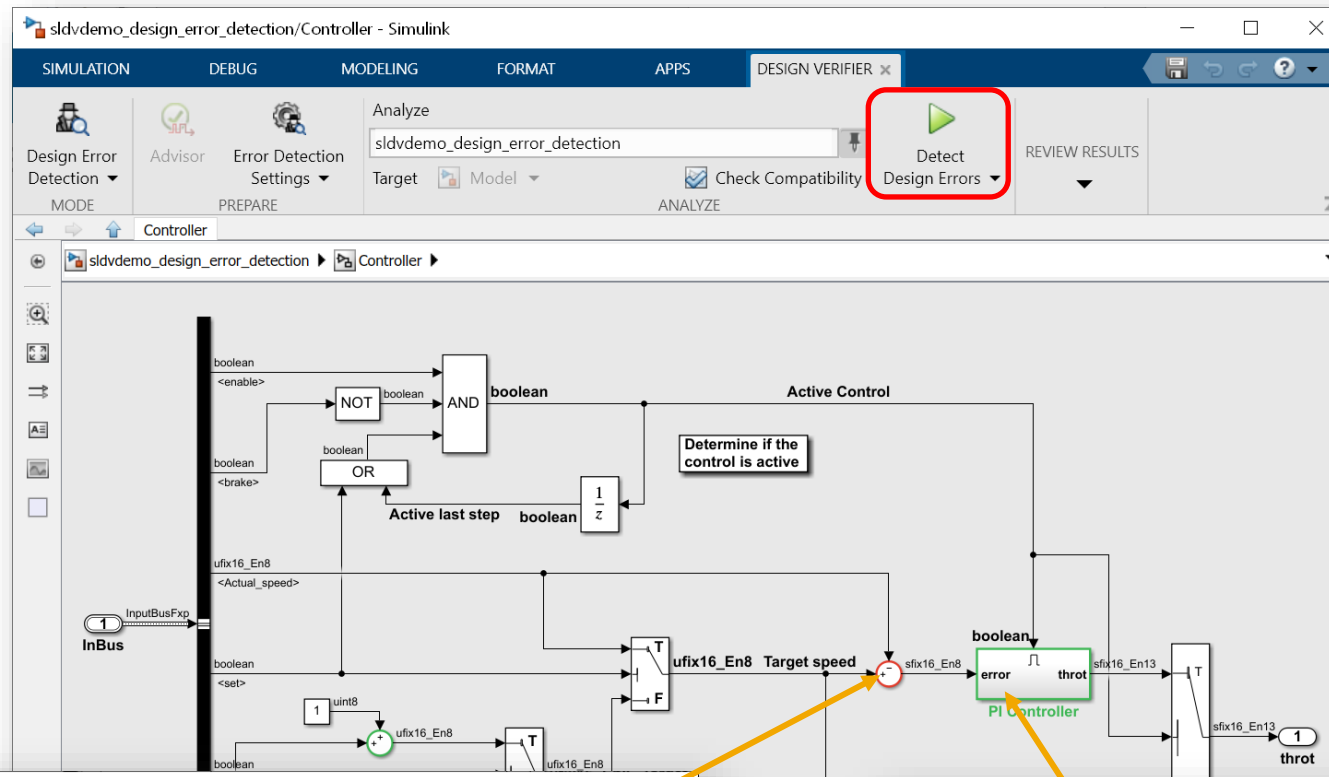 sldvdemo_design_error_detection/Controller - Simulink
SIMULATION DEBUG MODELING FORMAT APPS DESIGN VERIFIER
Design Error
Detection
MODE
Advisor
Error Detection
Settings
PREPARE
Analyze
sldvdemo_design_error_detection
Target Model Check Compatibility
Detect
Design Errors
ANALYZE
REVIEW RESULTS
Controller
sldvdemo_design_error_detection Controller
boolean
<enable>
NOT
boolean
AND
boolean
Active Control
Determine if the
control is active
boolean
OR
boolean
<brake>
1
z
Active last step boolean
ufix16_En8
<Actual_speed>
InputBusFxp
1
InBus
boolean
<set>
T
F
ufix16_En8 Target speed
+ -
sfix16_En8
boolean
error throt
PI Controller
sfix16_En13
T
sfix16_En13
1
throt
1
uint8
+ +
ufix16_En8
T
ufix16_En8
boolean